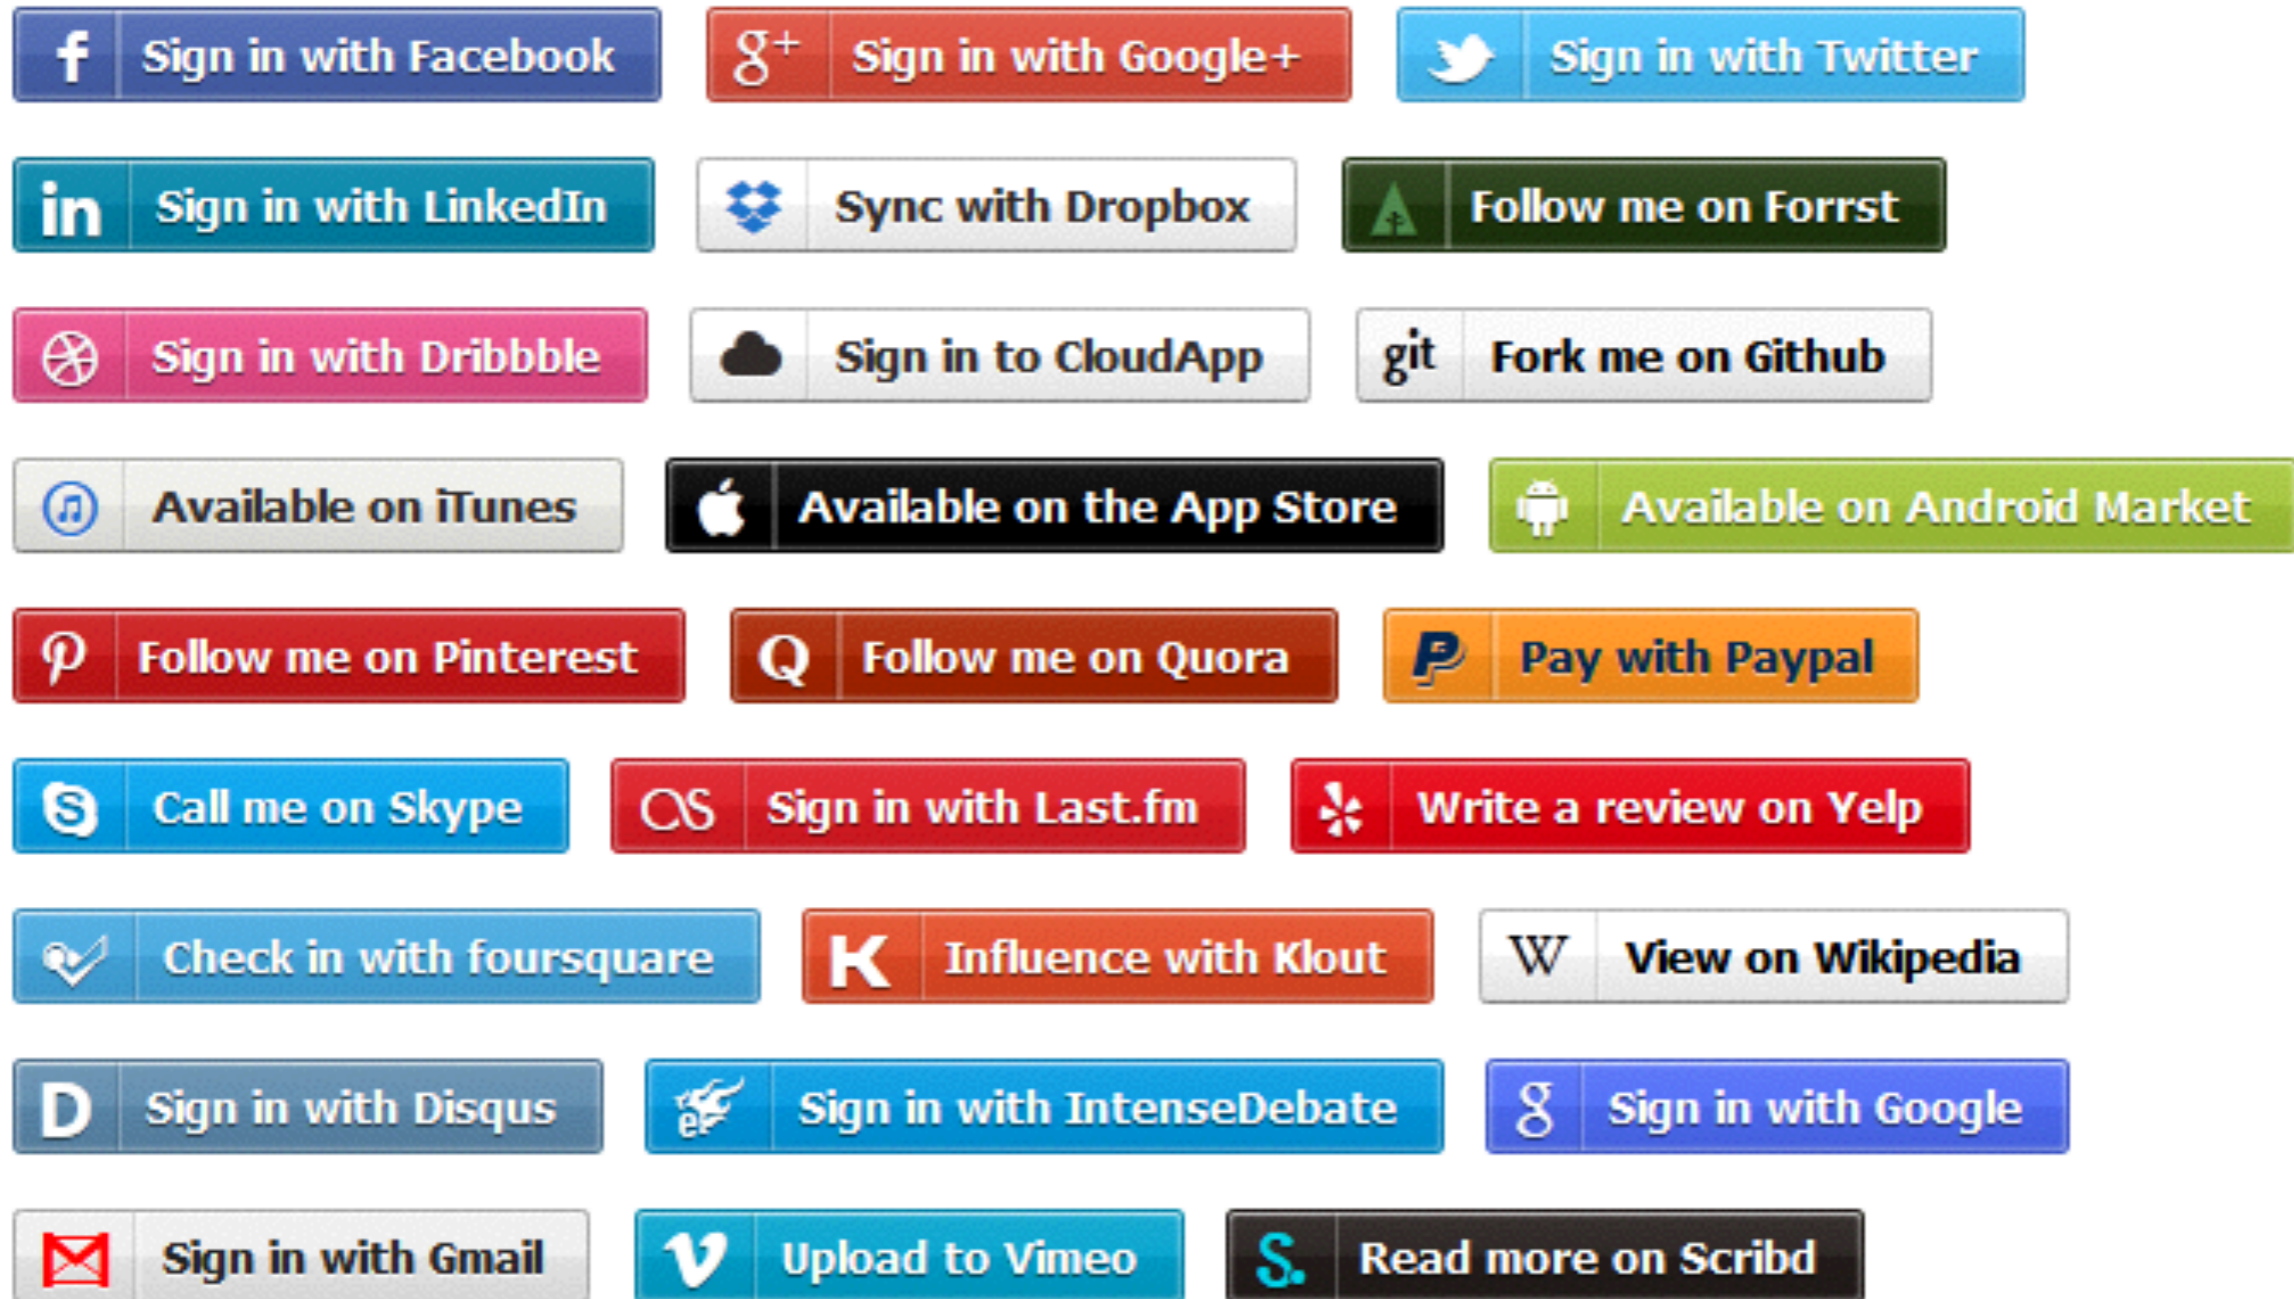 f Sign in with Facebook
g+ Sign in with Google+
Sign in with Twitter
in Sign in with LinkedIn
Sync with Dropbox
Follow me on Forrst
Sign in with Dribbble
Sign in to CloudApp
git Fork me on Github
Available on iTunes
Available on the App Store
Available on Android Market
P Follow me on Pinterest
Q Follow me on Quora
P Pay with Paypal
S Call me on Skype
as Sign in with Last.fm
Write a review on Yelp
Check in with foursquare
K Influence with Klout
W View on Wikipedia
D Sign in with Disqus
Sign in with IntenseDebate
g Sign in with Google
M Sign in with Gmail
V Upload to Vimeo
S. Read more on Scribd